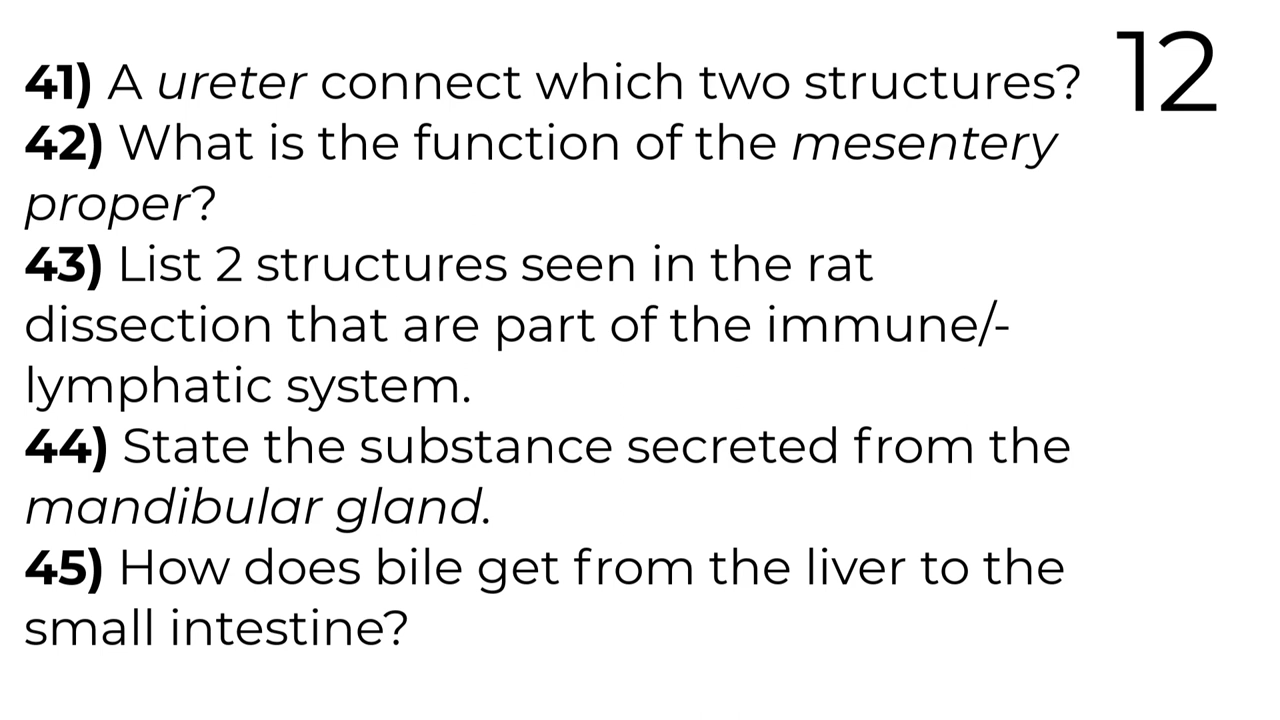 12
41) A ureter connect which two structures?
42) What is the function of the mesentery
proper?
43) List 2 structures seen in the rat
dissection that are part of the immune/-
lymphatic system.
44) State the substance secreted from the
mandibular gland.
45) How does bile get from the liver to the
small intestine?